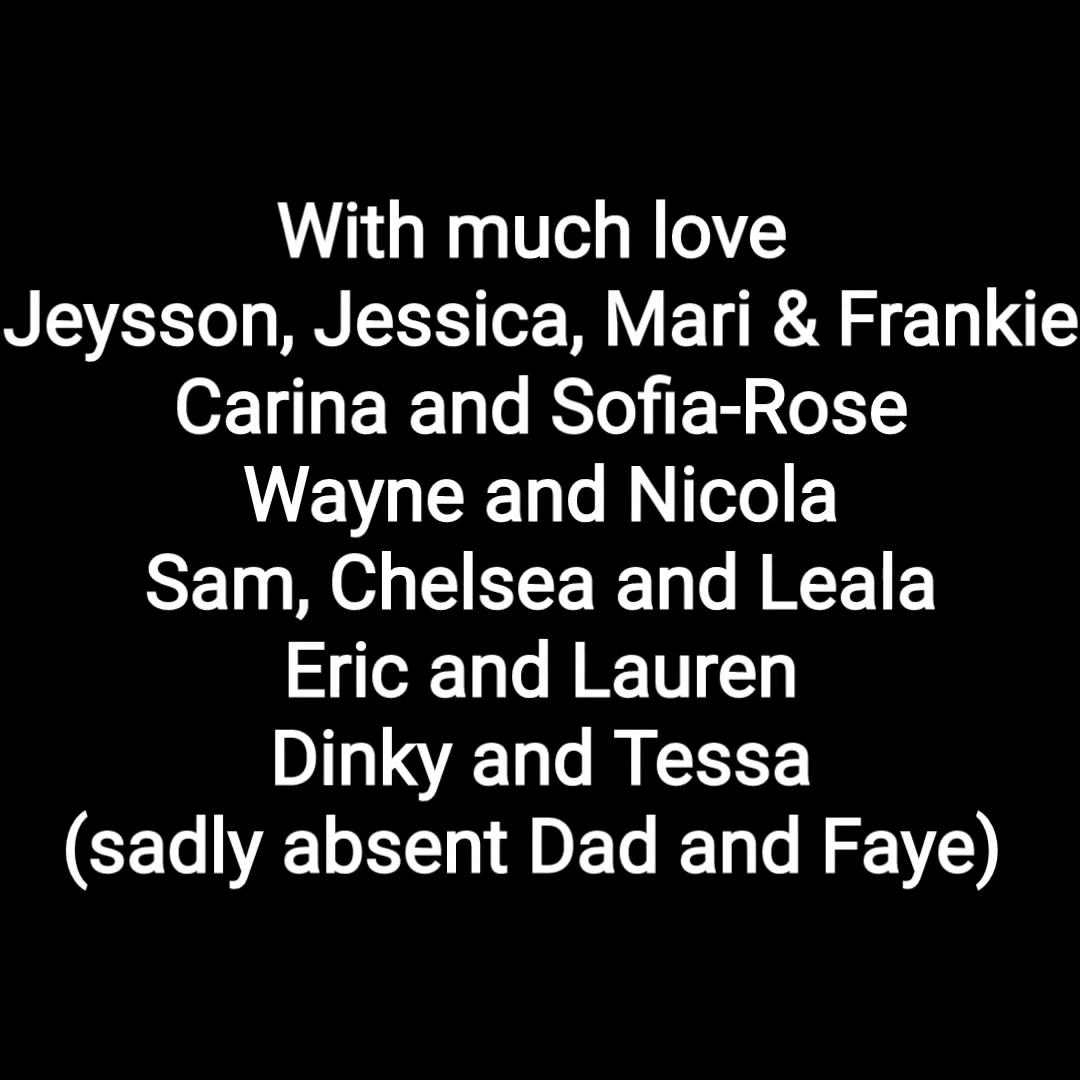 With much love
Jeysson, Jessica, Mari & Frankie
Carina and Sofia-Rose
Wayne and Nicola
Sam, Chelsea and Leala
Eric and Lauren
Dinky and Tessa
(sadly absent Dad and Faye)